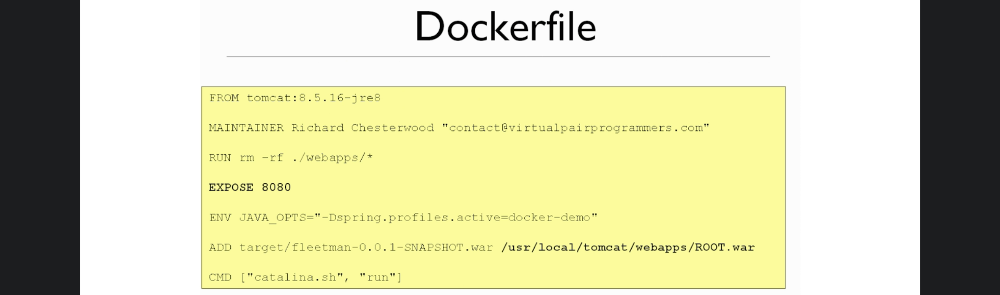 Dockerfile
FROM tomcat:8.5.16-jre8
MAINTAINER Richard Chesterwood "contact@virtualpairprogrammers.com"
RUN rm -rf ./webapps/*
EXPOSE 8080
ENV JAVA_OPTS="-Dspring.profiles.active=docker-demo"
ADD target/fleetman-0.0.1-SNAPSHOT.war /usr/local/tomcat/webapps/ROOT.war
CMD ["catalina.sh", "run"]